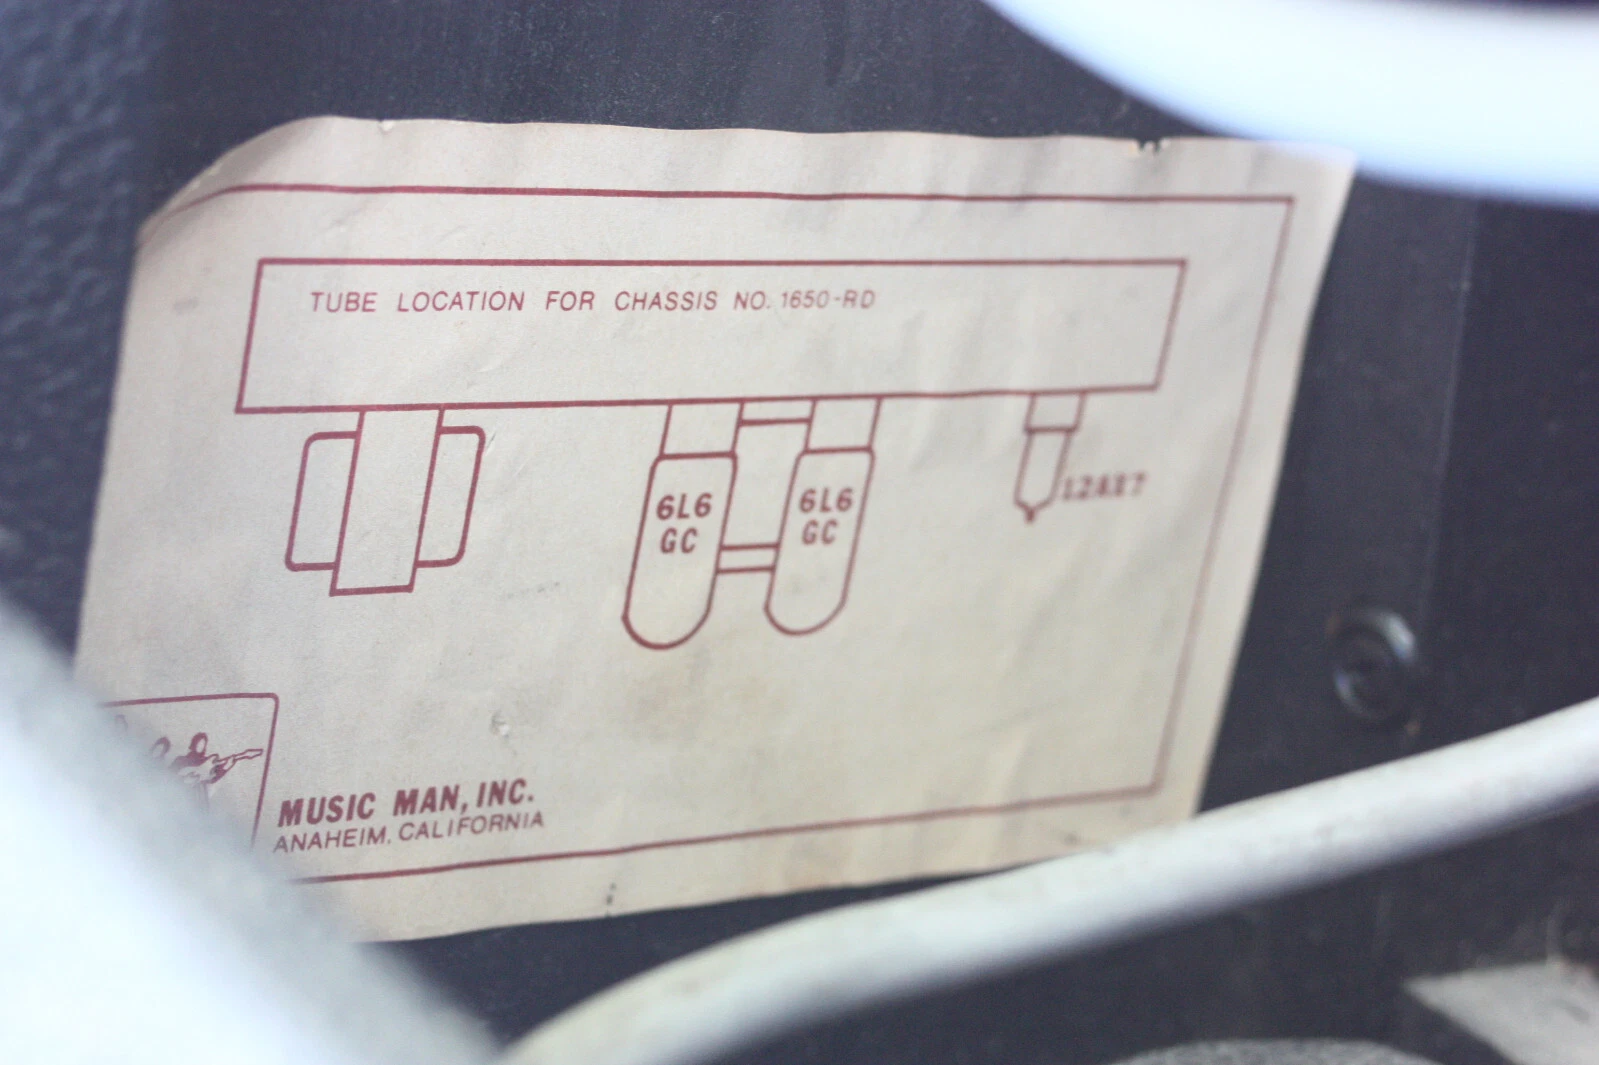 TUBE LOCATION FOR CHASSIS NO. 1650-RD
6L6
GC
6L6
GC
12AX7
MUSIC MAN, INC.
ANAHEIM, CALIFORNIA